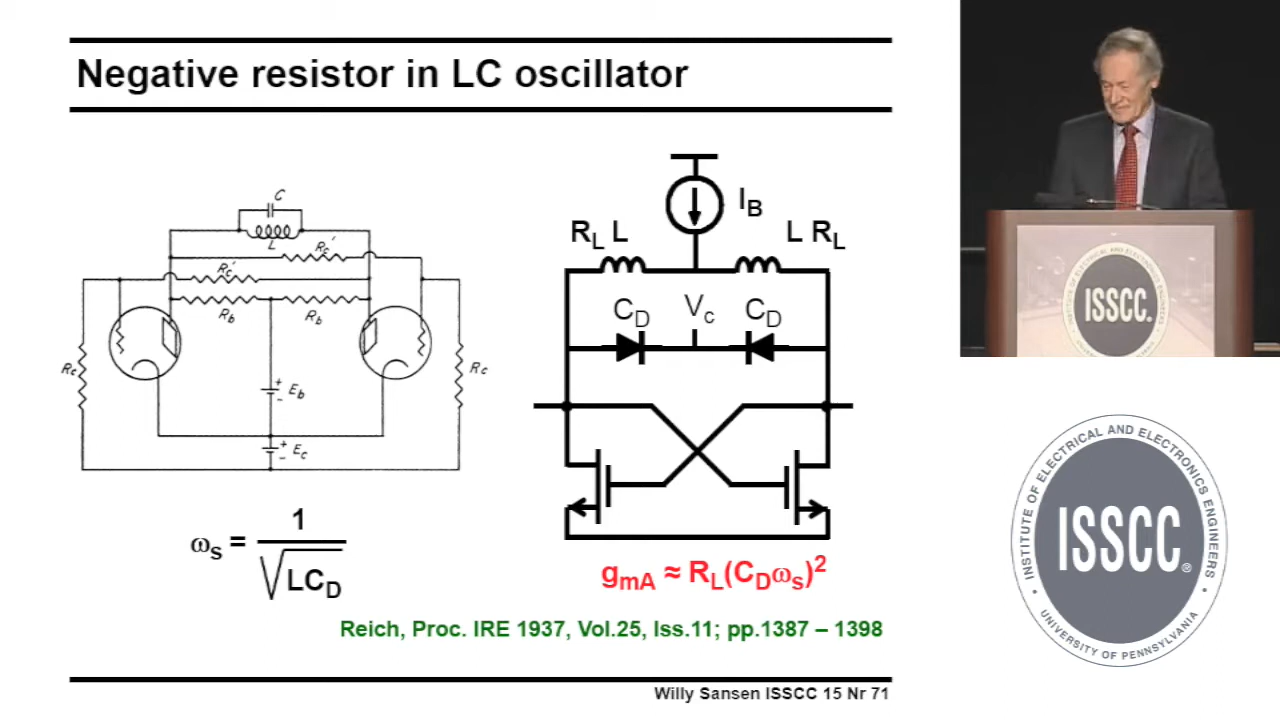 Negative resistor in LC oscillator
C
L
Rc'
Rc'
Rb
Rb
Rc
Rc
+ Eb
-
+ Ec
-
IB
RL L
L RL
CD
Vc
CD
ωs = 1 / √LCD
gmA ≈ RL(CDωs)²
Reich, Proc. IRE 1937, Vol.25, Iss.11; pp.1387 – 1398
Willy Sansen ISSCC 15 Nr 71
ISSCC.
INSTITUTE OF ELECTRICAL AND ELECTRONICS ENGINEERS
ISSCC®
UNIVERSITY OF PENNSYLVANIA